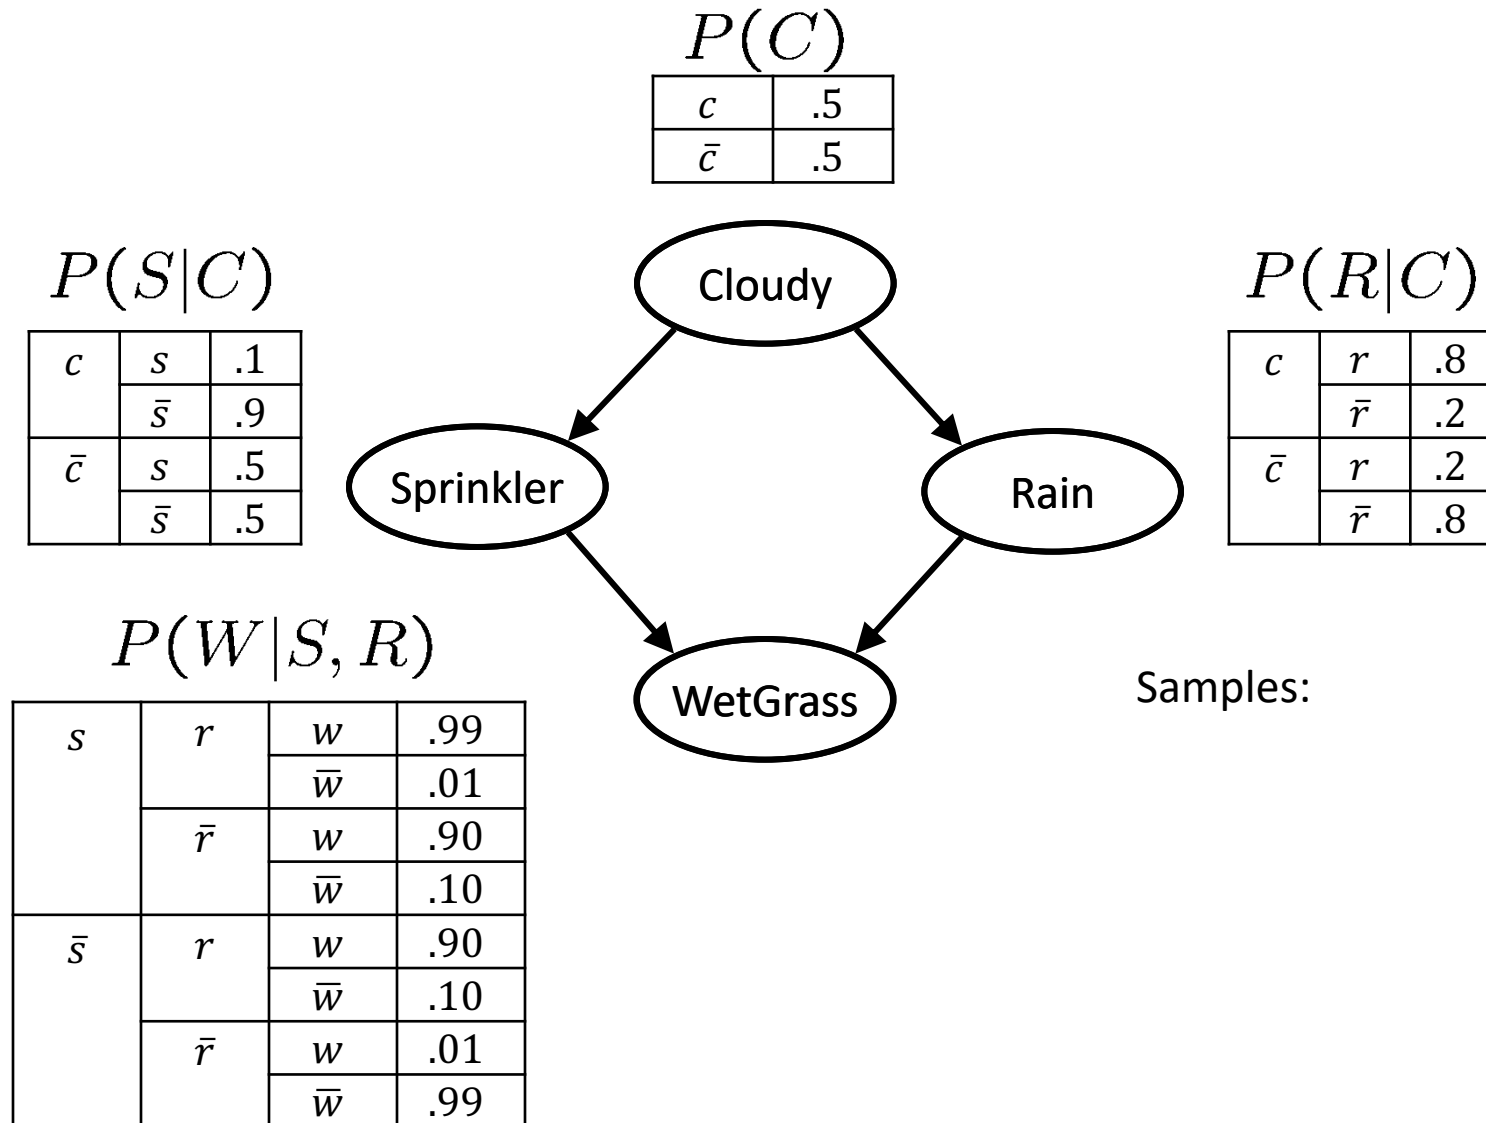 P(C)
c .5
c̄ .5
P(S|C)
c s .1
s̄ .9
c̄ s .5
s̄ .5
Cloudy
P(R|C)
c r .8
r̄ .2
c̄ r .2
r̄ .8
Sprinkler
Rain
P(W|S, R)
s r w .99
w̄ .01
r̄ w .90
w̄ .10
s̄ r w .90
w̄ .10
r̄ w .01
w̄ .99
WetGrass
Samples: